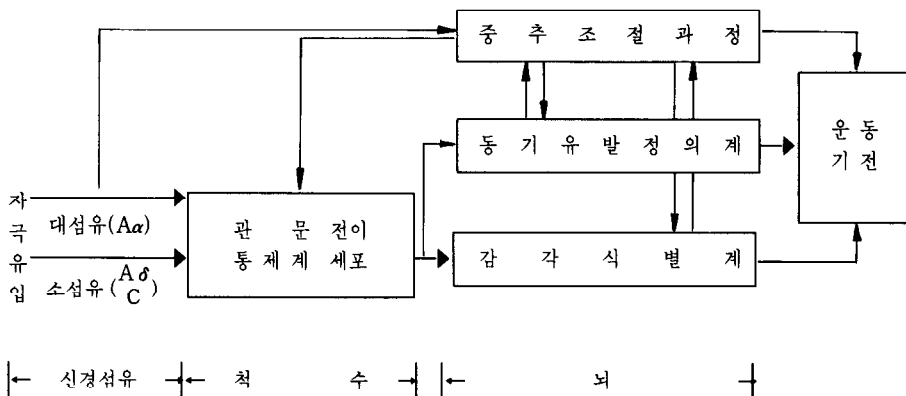 중 추 조 절 과 정
동 기 유 발 정 의 계
감 각 식 별 계
운 동
기 전
자
극
유
입
대섬유(Aα)
소섬유(Aδ
C)
관 문 전이
통제계 세포
신경섬유
척 수
뇌